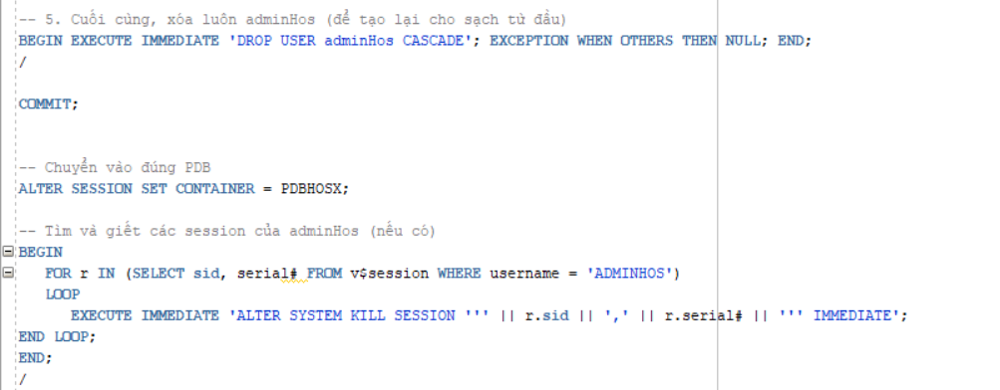 -- 5. Cuối cùng, xóa luôn adminHos (để tạo lại cho sạch từ đầu)
BEGIN EXECUTE IMMEDIATE 'DROP USER adminHos CASCADE'; EXCEPTION WHEN OTHERS THEN NULL; END;
/
COMMIT;
-- Chuyển vào đúng PDB
ALTER SESSION SET CONTAINER = PDBHOSX;
-- Tìm và giết các session của adminHos (nếu có)
BEGIN
FOR r IN (SELECT sid, serial# FROM v$session WHERE username = 'ADMINHOS')
LOOP
EXECUTE IMMEDIATE 'ALTER SYSTEM KILL SESSION ''' || r.sid || ',' || r.serial# || ''' IMMEDIATE';
END LOOP;
END;
/